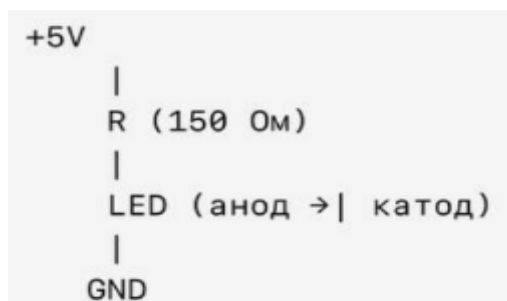 +5V
|
R (150 Ом)
|
LED (анод →| катод)
|
GND